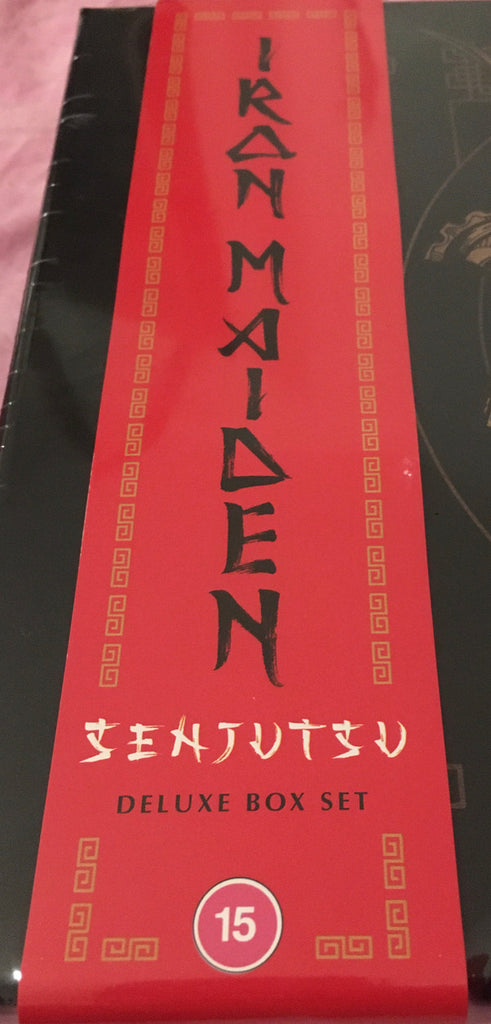 IRON MAIDEN
SENJUTSU
DELUXE BOX SET
15